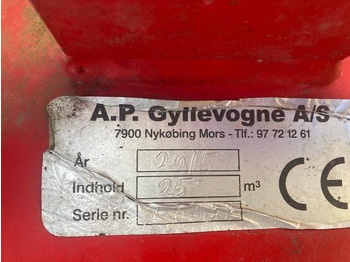 A.P. Gyllevogne A/S
7900 Nykøbing Mors - Tlf.: 97 72 12 61
År 2015
Indhold 25 m³
Serie nr.
CE